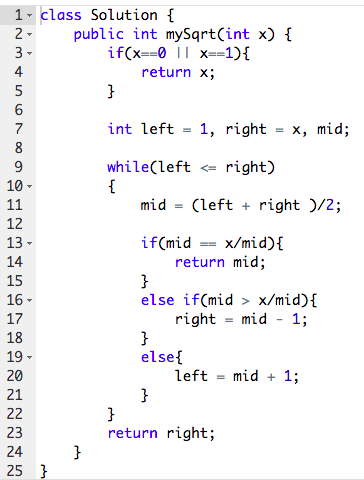 1 class Solution {
2     public int mySqrt(int x) {
3         if(x==0 || x==1){
4             return x;
5         }
6
7         int left = 1, right = x, mid;
8
9         while(left <= right)
10         {
11             mid = (left + right )/2;
12
13             if(mid == x/mid){
14                 return mid;
15             }
16             else if(mid > x/mid){
17                 right = mid - 1;
18             }
19             else{
20                 left = mid + 1;
21             }
22         }
23         return right;
24     }
25 }